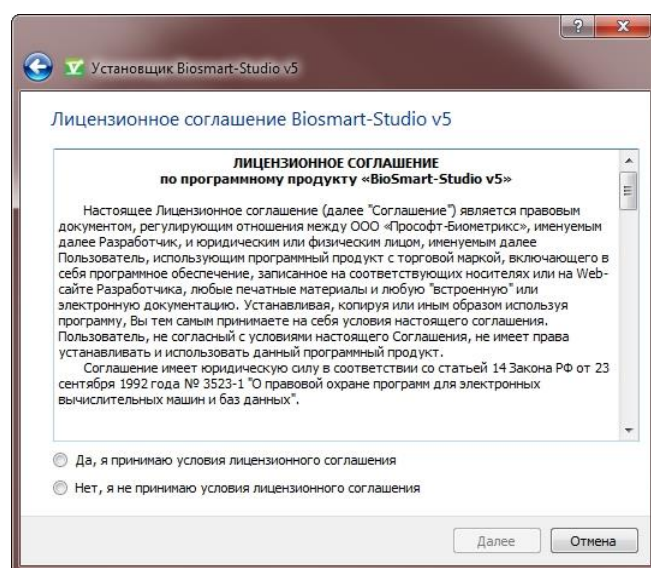 Установщик Biosmart-Studio v5
Лицензионное соглашение Biosmart-Studio v5
ЛИЦЕНЗИОННОЕ СОГЛАШЕНИЕ
по программному продукту «BioSmart-Studio v5»
Настоящее Лицензионное соглашение (далее "Соглашение") является правовым
документом, регулирующим отношения между ООО «Прософт-Биометрикс», именуемым
далее Разработчик, и юридическим или физическим лицом, именуемым далее
Пользователь, использующим программный продукт с торговой маркой, включающего в
себя программное обеспечение, записанное на соответствующих носителях или на Web-
сайте Разработчика, любые печатные материалы и любую "встроенную" или
электронную документацию. Устанавливая, копируя или иным образом используя
программу, Вы тем самым принимаете на себя условия настоящего соглашения.
Пользователь, не согласный с условиями настоящего Соглашения, не имеет права
устанавливать и использовать данный программный продукт.
Соглашение имеет юридическую силу в соответствии со статьей 14 Закона РФ от 23
сентября 1992 года № 3523-1 "О правовой охране программ для электронных
вычислительных машин и баз данных".
Да, я принимаю условия лицензионного соглашения
Нет, я не принимаю условия лицензионного соглашения
Далее
Отмена